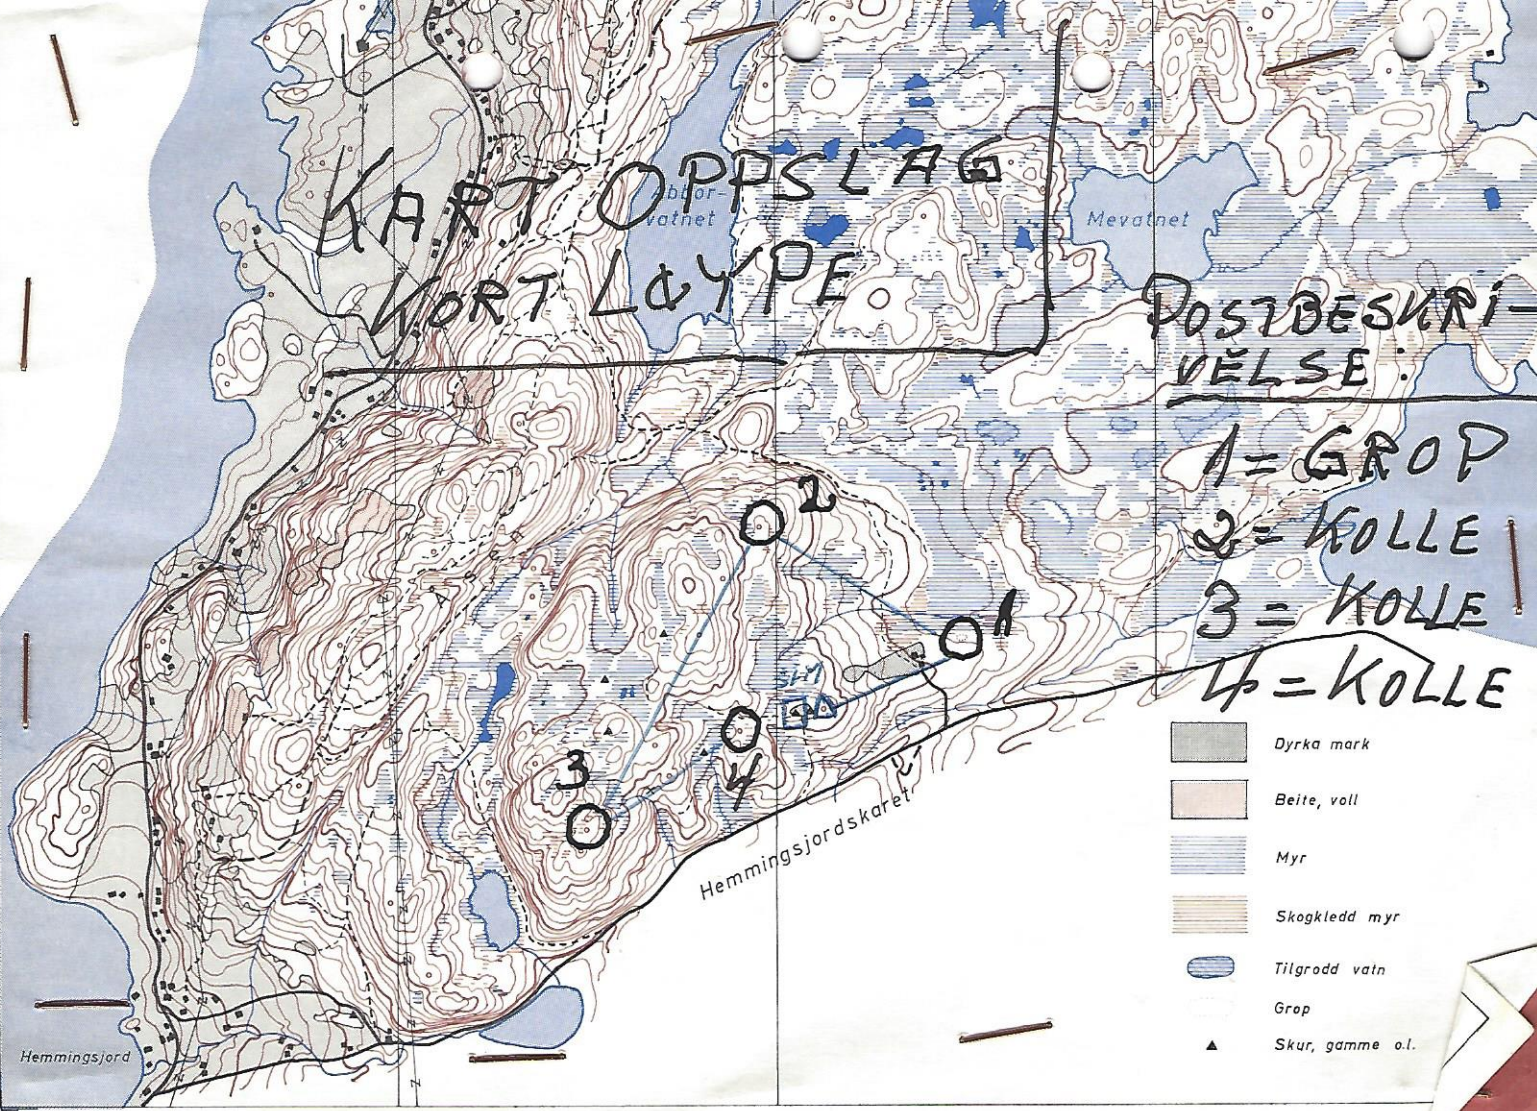 KART OPPSLAG
KORT LØYPE
vatnet
Mevatnet
POSTBESKRI-
VELSE:
1 = GROP
2 = KOLLE
3 = KOLLE
4 = KOLLE
2
1
3
4
ÅSEN
Hemmingsjordskaret
Hemmingsjord
Dyrka mark
Beite, voll
Myr
Skogkledd myr
Tilgrodd vatn
Grop
Skur, gamme o.l.